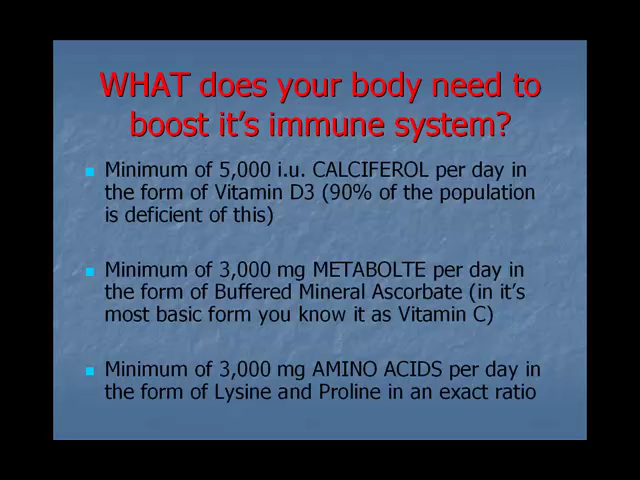 WHAT does your body need to
boost it's immune system?
Minimum of 5,000 i.u. CALCIFEROL per day in
the form of Vitamin D3 (90% of the population
is deficient of this)
Minimum of 3,000 mg METABOLTE per day in
the form of Buffered Mineral Ascorbate (in it's
most basic form you know it as Vitamin C)
Minimum of 3,000 mg AMINO ACIDS per day in
the form of Lysine and Proline in an exact ratio